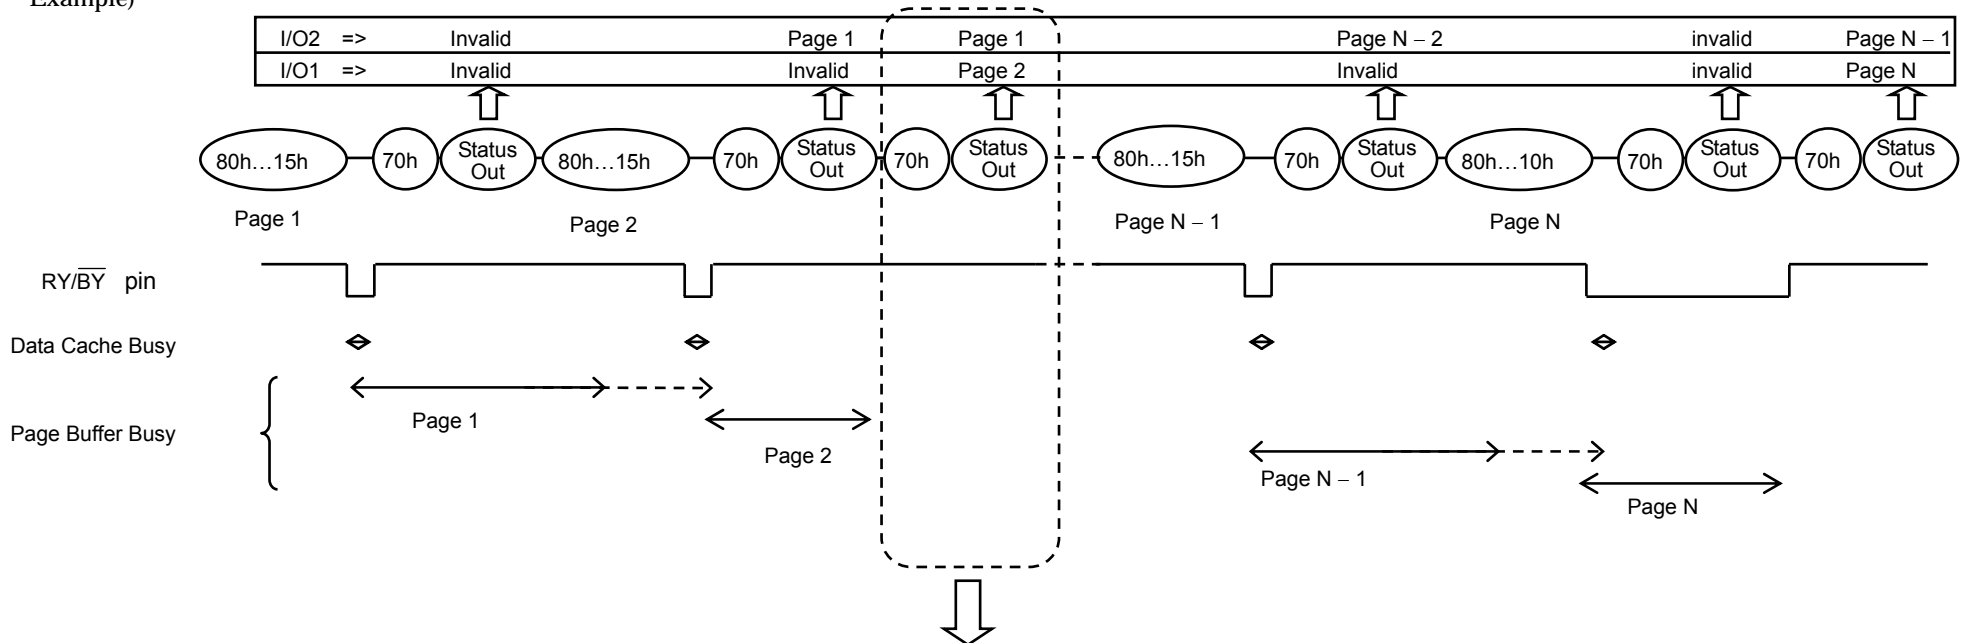 Example)
I/O2 => Invalid Page 1 Page 1 Page N – 2 invalid Page N – 1
I/O1 => Invalid Invalid Page 2 Invalid invalid Page N
80h…15h 70h Status Out 80h…15h 70h Status Out 70h Status Out 80h…15h 70h Status Out 80h…10h 70h Status Out 70h Status Out
Page 1 Page 2 Page N – 1 Page N
RY/BY pin
Data Cache Busy
Page Buffer Busy
Page 1
Page 2
Page N – 1
Page N